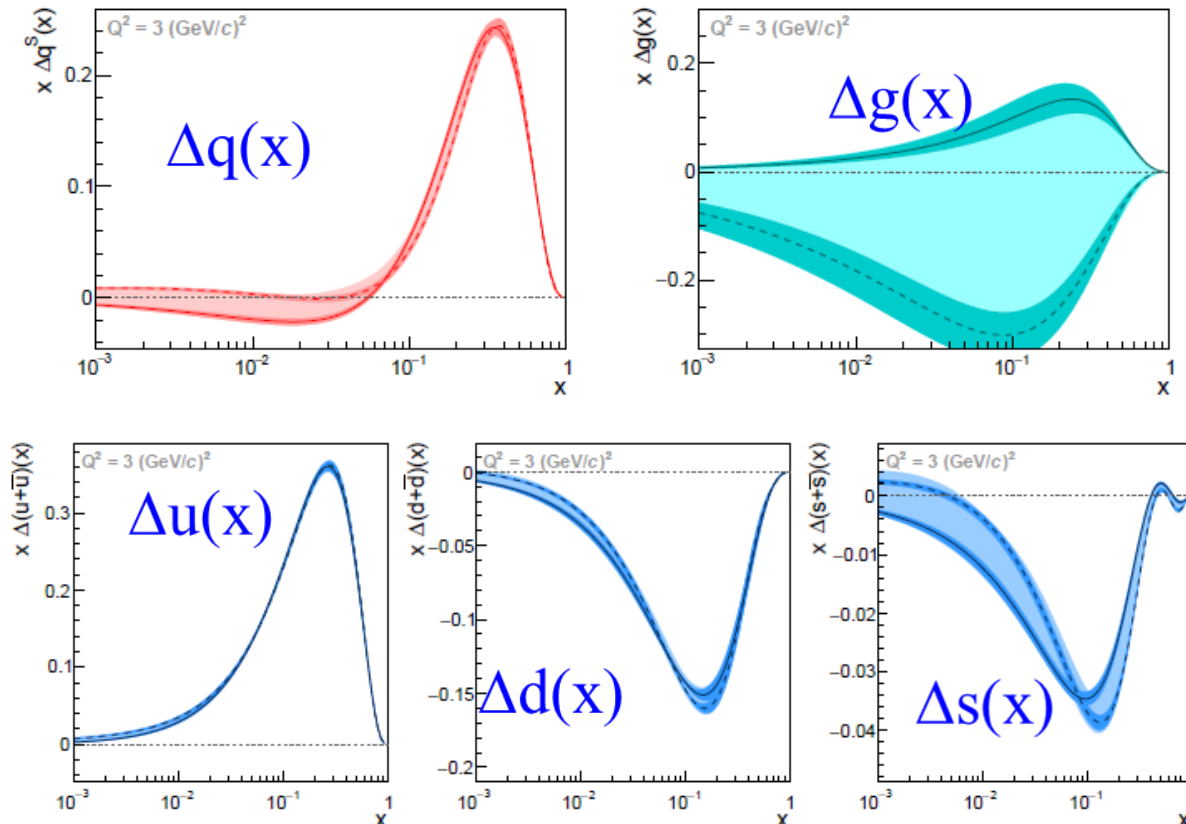 x Δq^S(x)
Q² = 3 (GeV/c)²
0.2
0.1
0
Δq(x)
10⁻³ 10⁻² 10⁻¹ 1
x
x Δg(x)
Q² = 3 (GeV/c)²
0.2
0
−0.2
Δg(x)
10⁻³ 10⁻² 10⁻¹ 1
x
x Δ(u+u̅)(x)
Q² = 3 (GeV/c)²
0.3
0.2
0.1
0
Δu(x)
10⁻³ 10⁻² 10⁻¹ 1
x
x Δ(d+d̅)(x)
Q² = 3 (GeV/c)²
0
−0.05
−0.1
−0.15
−0.2
Δd(x)
10⁻³ 10⁻² 10⁻¹ 1
x
x Δ(s+s̅)(x)
Q² = 3 (GeV/c)²
0
−0.01
−0.02
−0.03
−0.04
Δs(x)
10⁻³ 10⁻² 10⁻¹
x